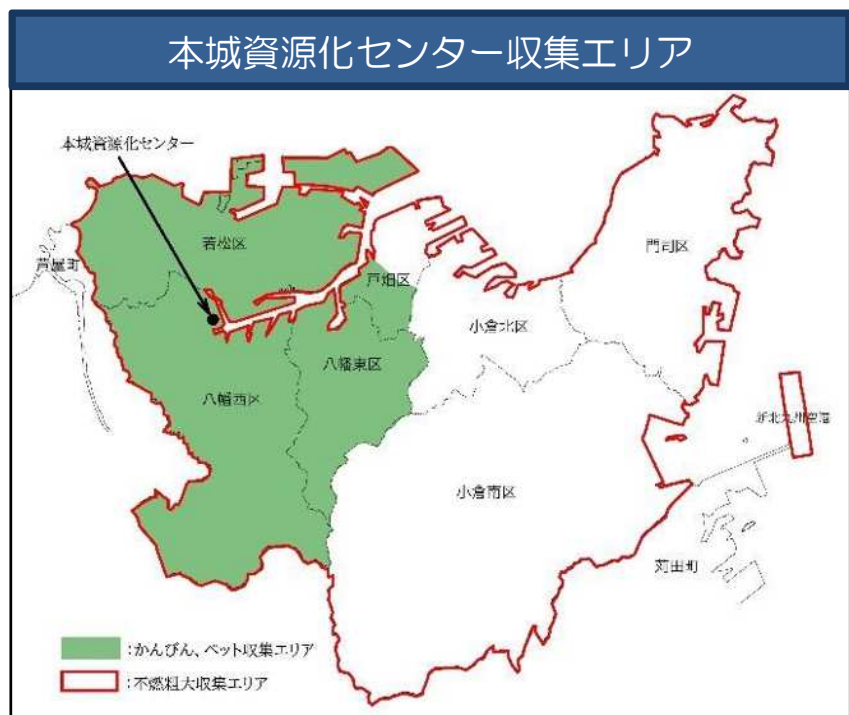 本城資源化センター収集エリア
本城資源化センター
若松区
門司区
芦屋町
戸畑区
小倉北区
八幡東区
八幡西区
新北九州空港
小倉南区
苅田町
:かんびん、ペット収集エリア
:不燃粗大収集エリア